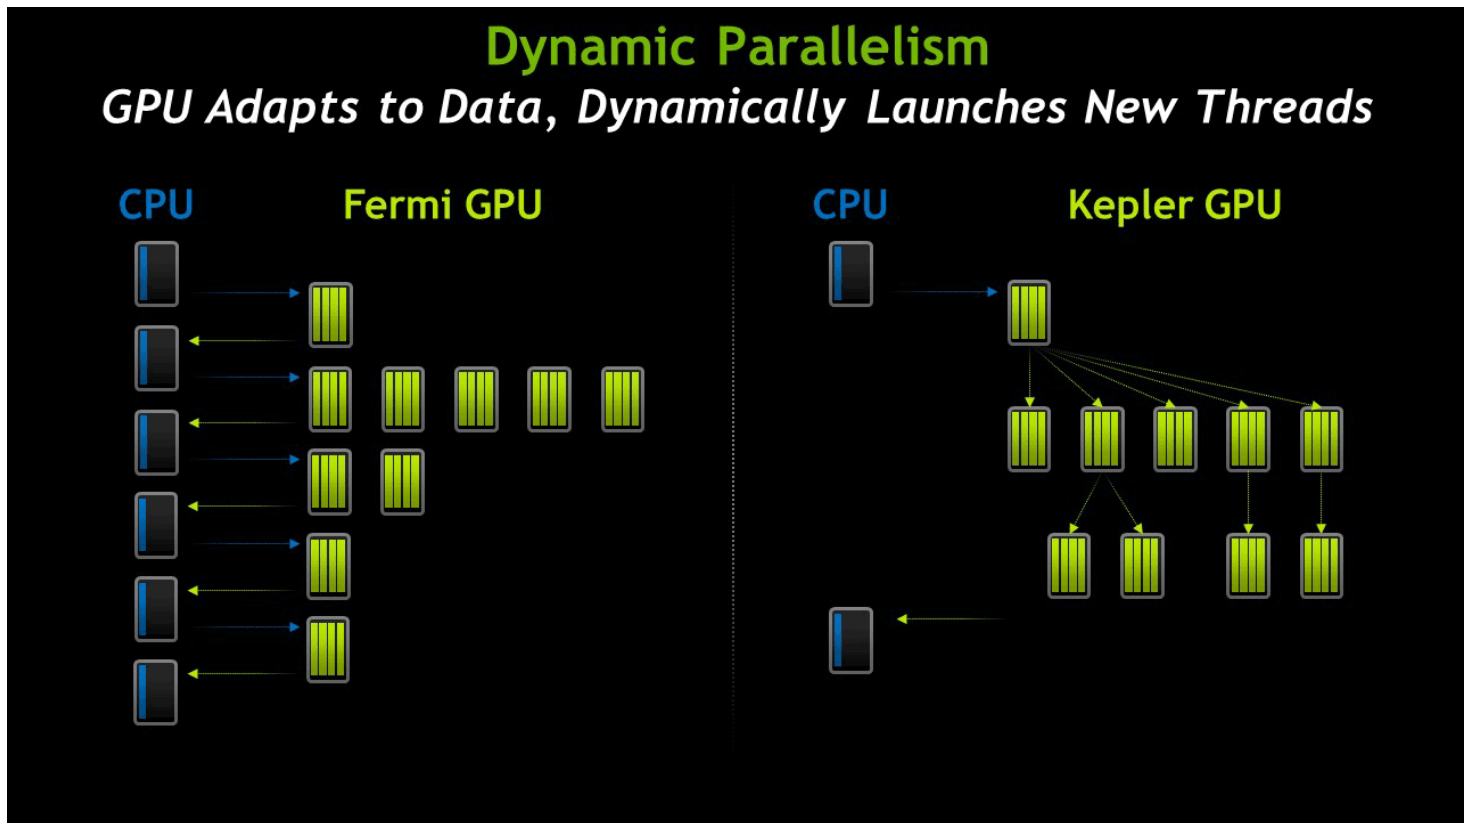 Dynamic Parallelism
GPU Adapts to Data, Dynamically Launches New Threads
CPU
Fermi GPU
CPU
Kepler GPU